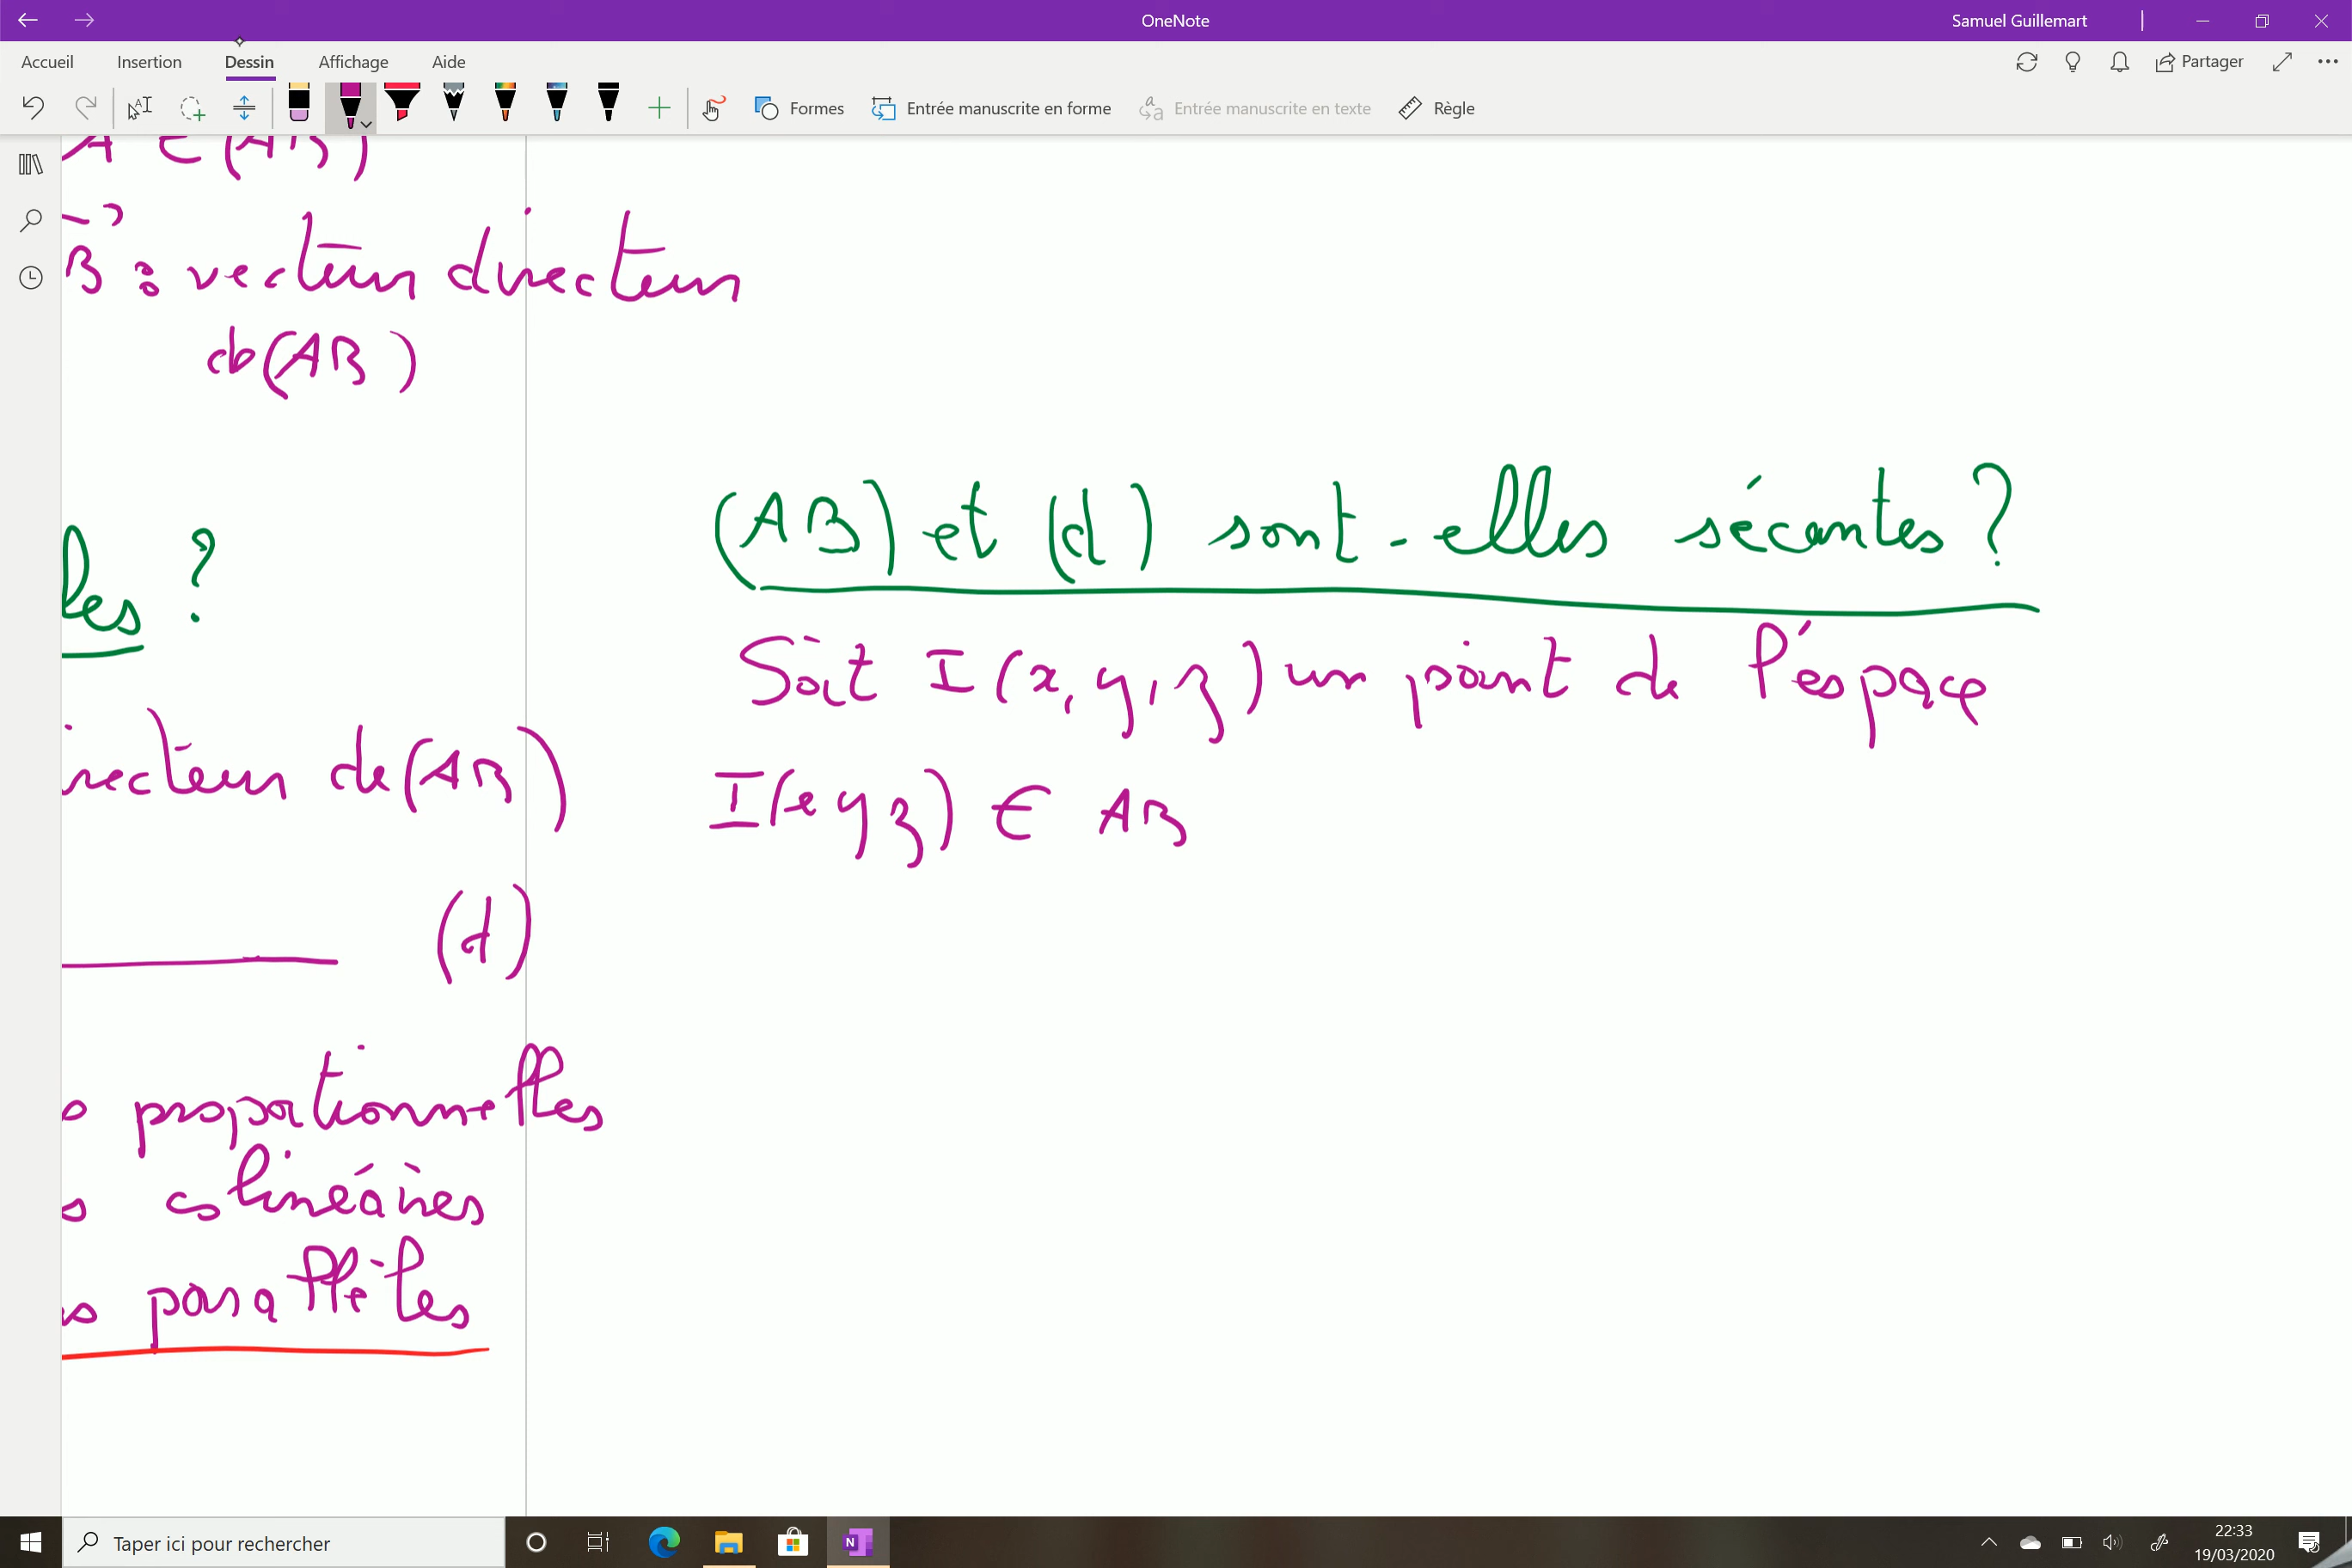 OneNote
Samuel Guillemart
Accueil Insertion Dessin Affichage Aide
Partager
Formes Entrée manuscrite en forme Entrée manuscrite en texte Règle
A ∈ (AB)
B : vecteur directeur
de (AB)
(AB) et (d) sont-elles sécantes ?
les ?
Soit I (x, y, z) un point de l'espace
recteur de (AB)
I(x y z) ∈ AB
(d)
proportionnelles
s colinéaires
s parallèles
Taper ici pour rechercher
22:33
19/03/2020